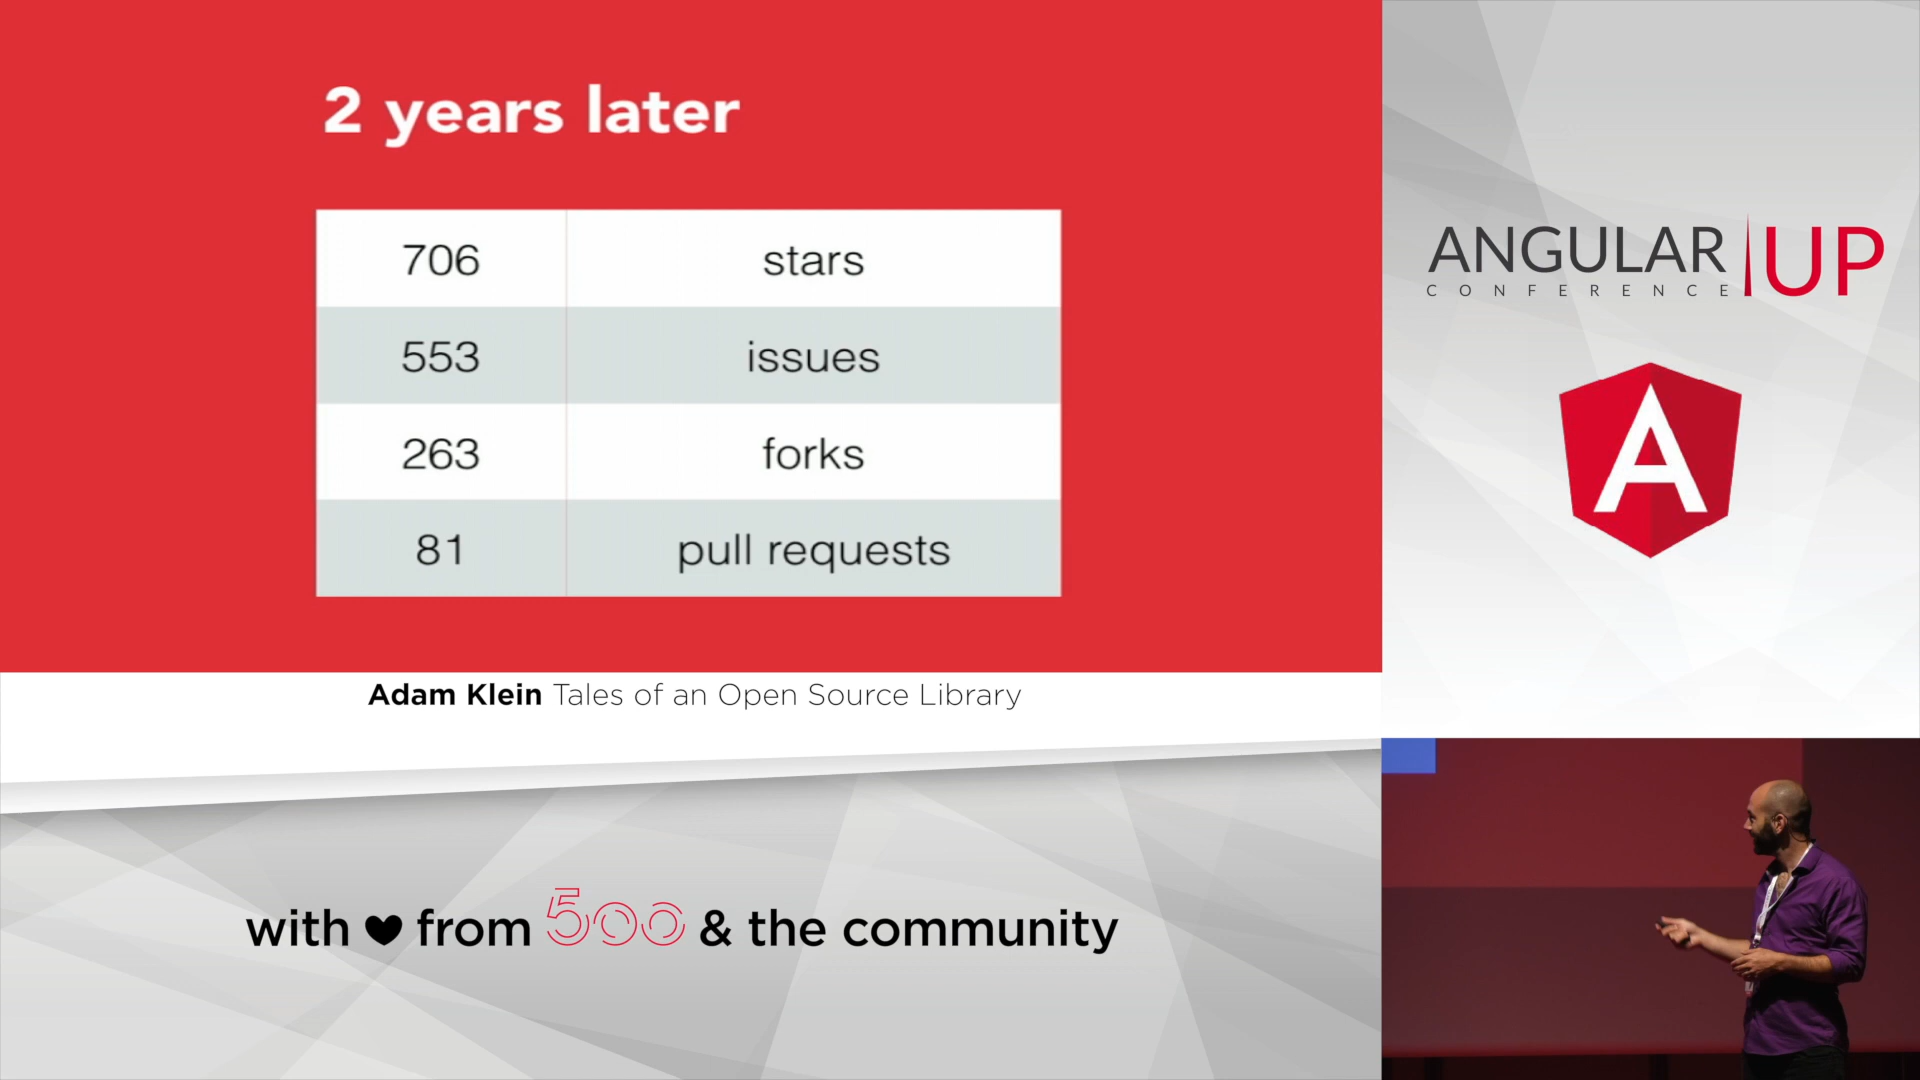 2 years later
706 stars
553 issues
263 forks
81 pull requests
Adam Klein Tales of an Open Source Library
with ♥ from 500 & the community
ANGULAR UP
CONFERENCE
A